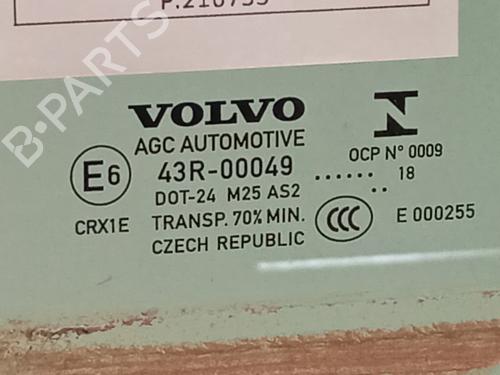 P.216755
B-PARTS
VOLVO
AGC AUTOMOTIVE
E6 43R-00049 OCP N° 0009
...... ...... 18
DOT-24 M25 AS2 ..
CRX1E TRANSP. 70% MIN. CCC E 000255
CZECH REPUBLIC